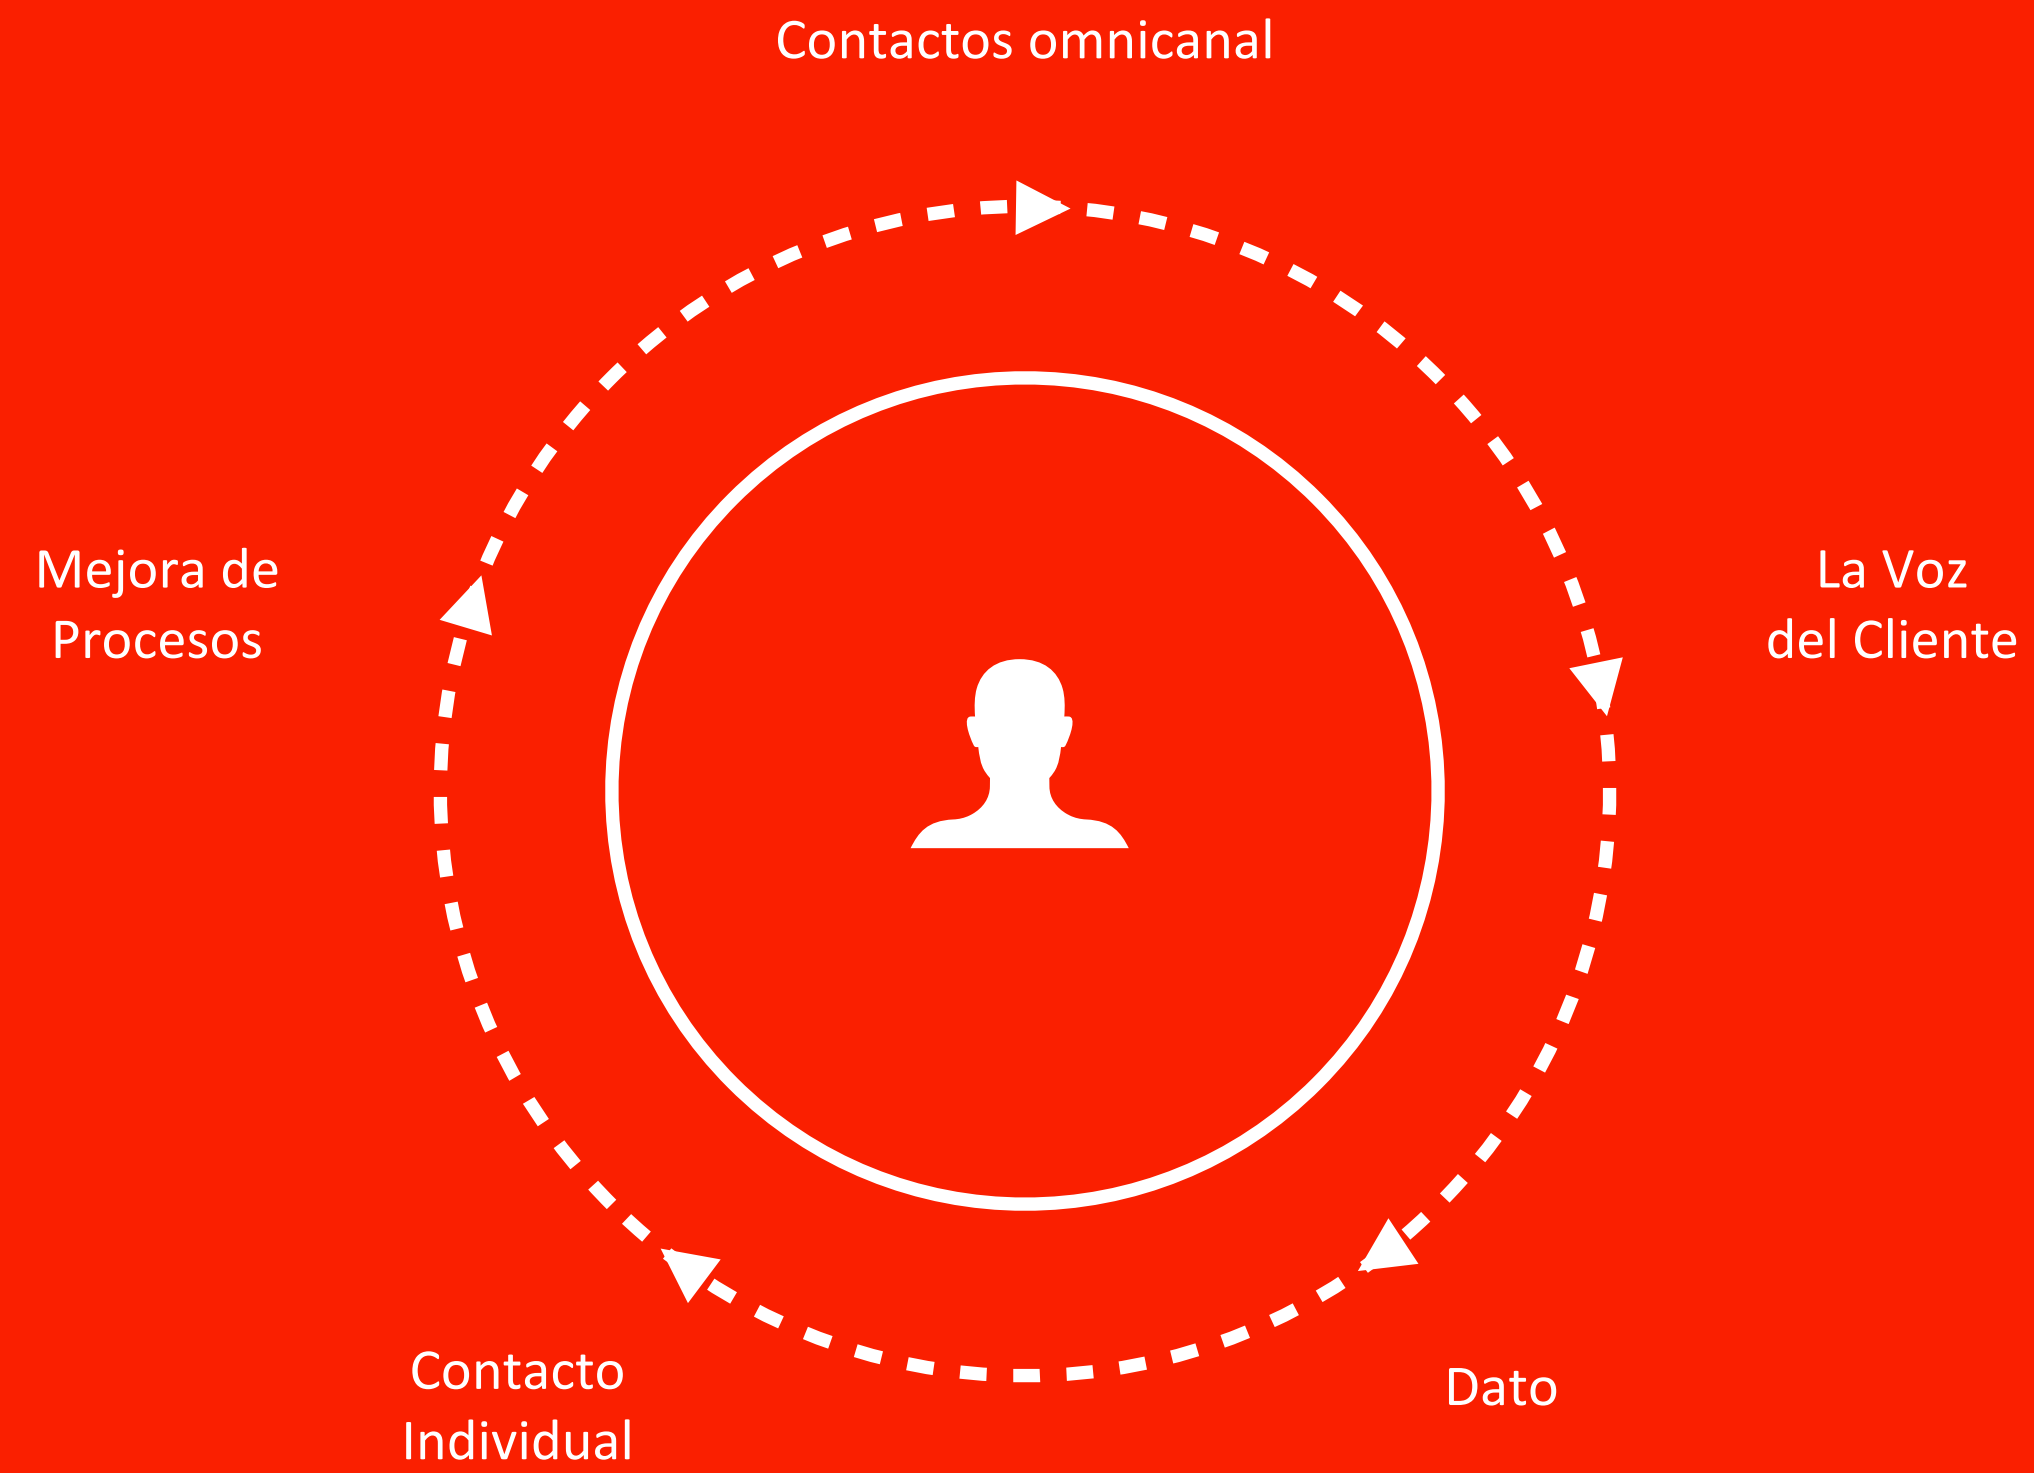 Contactos omnicanal
La Voz
del Cliente
Dato
Contacto
Individual
Mejora de
Procesos